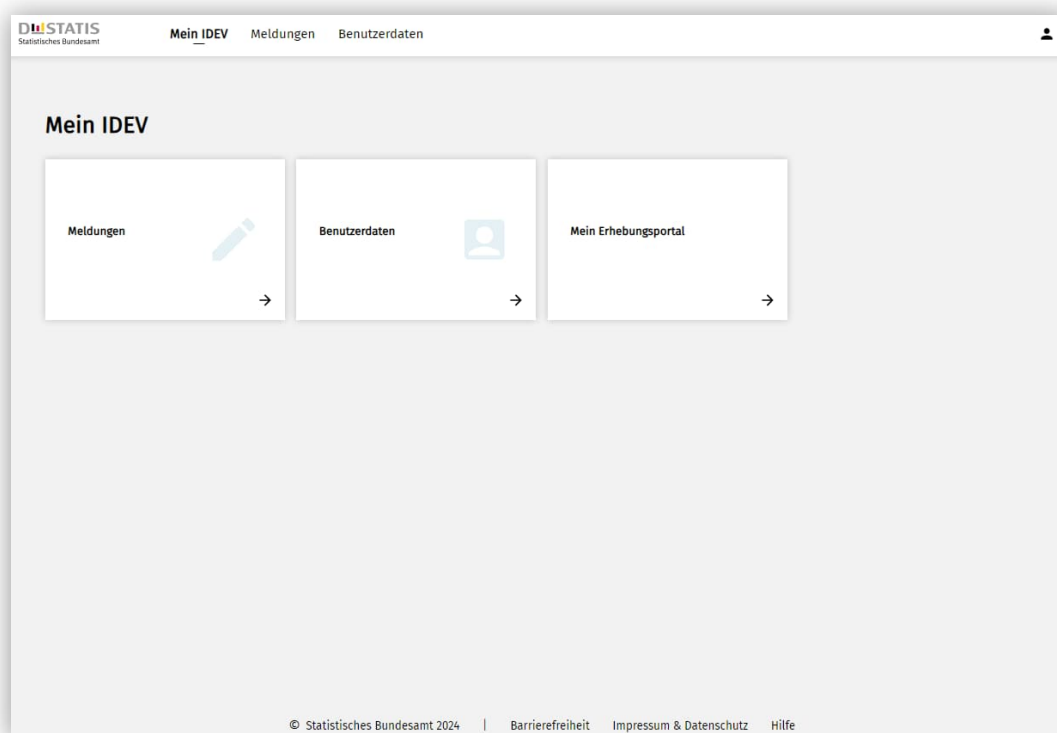 DESTATIS
Statistisches Bundesamt
Mein IDEV Meldungen Benutzerdaten
Mein IDEV
Meldungen Benutzerdaten Mein Erhebungsportal
© Statistisches Bundesamt 2024 | Barrierefreiheit Impressum & Datenschutz Hilfe